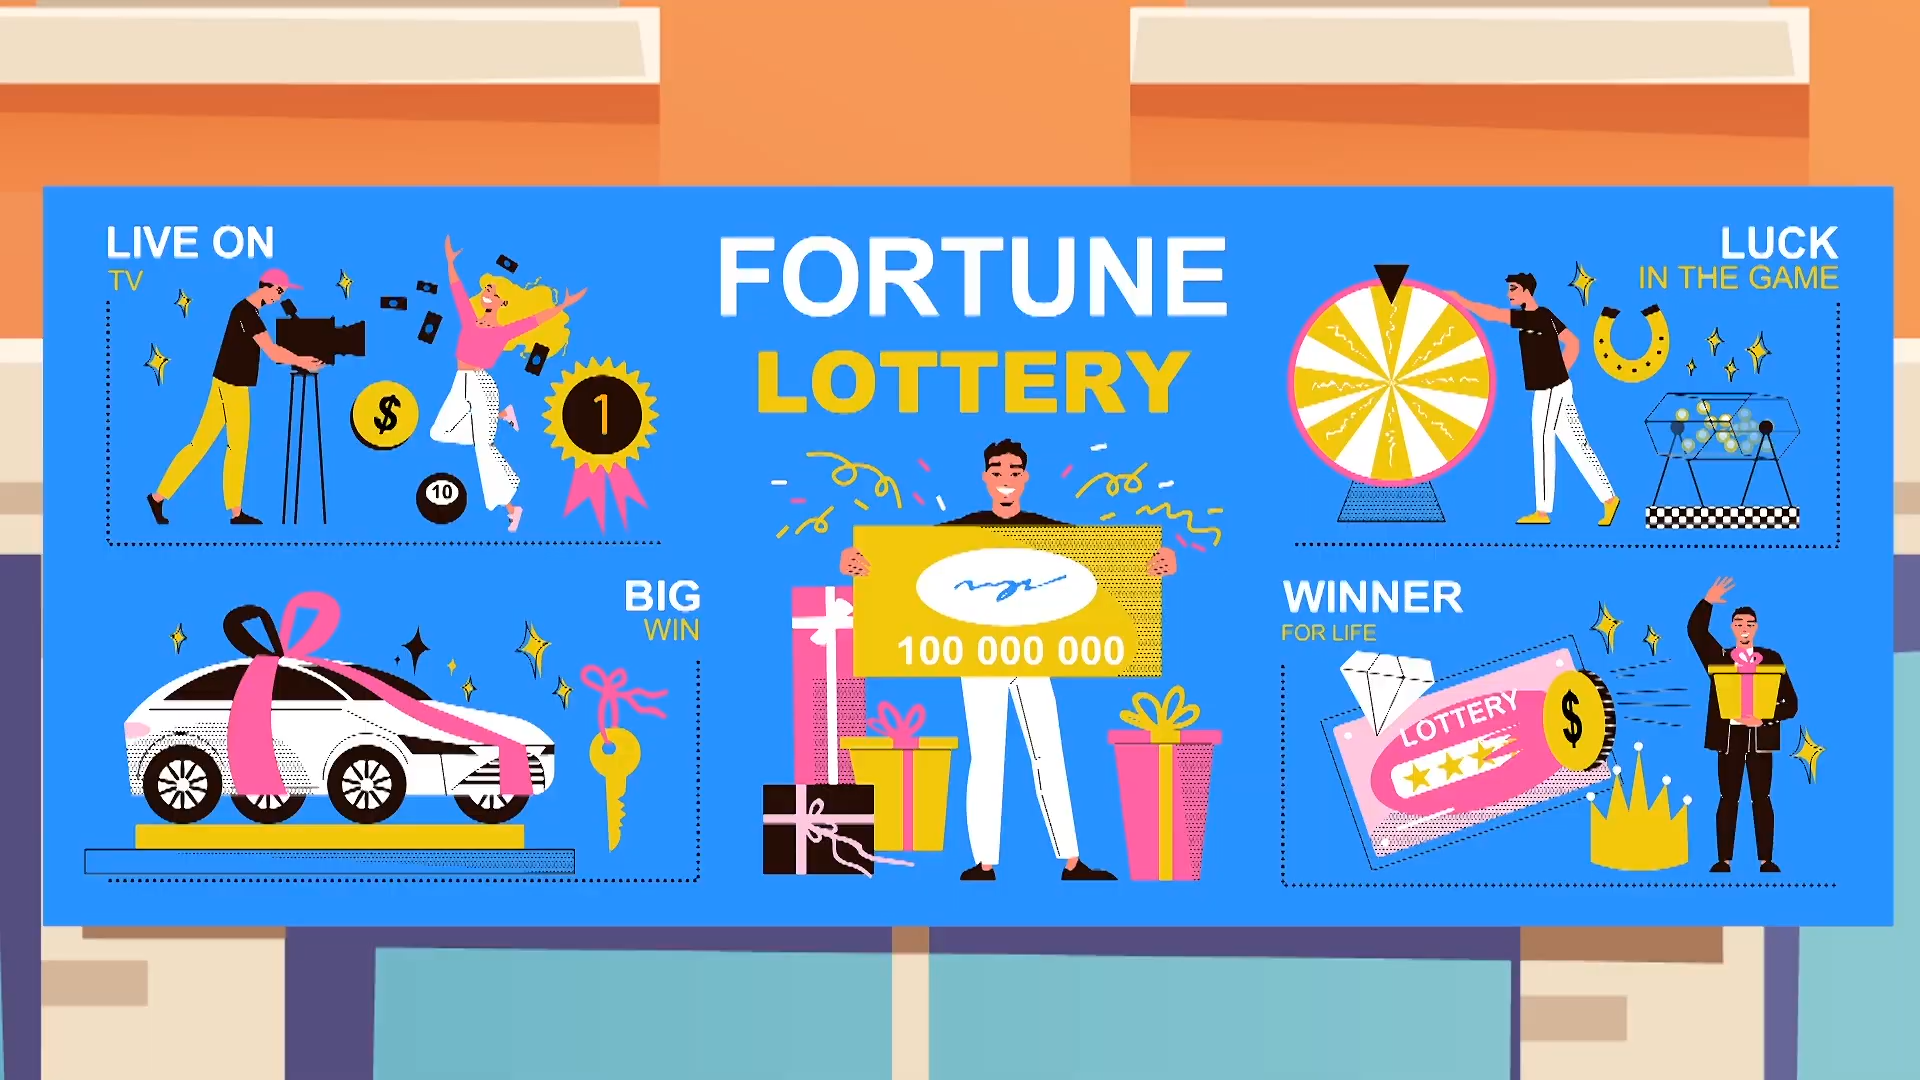 LIVE ON
TV
$
10
1
FORTUNE
LOTTERY
100 000 000
LUCK
IN THE GAME
BIG
WIN
WINNER
FOR LIFE
LOTTERY
$